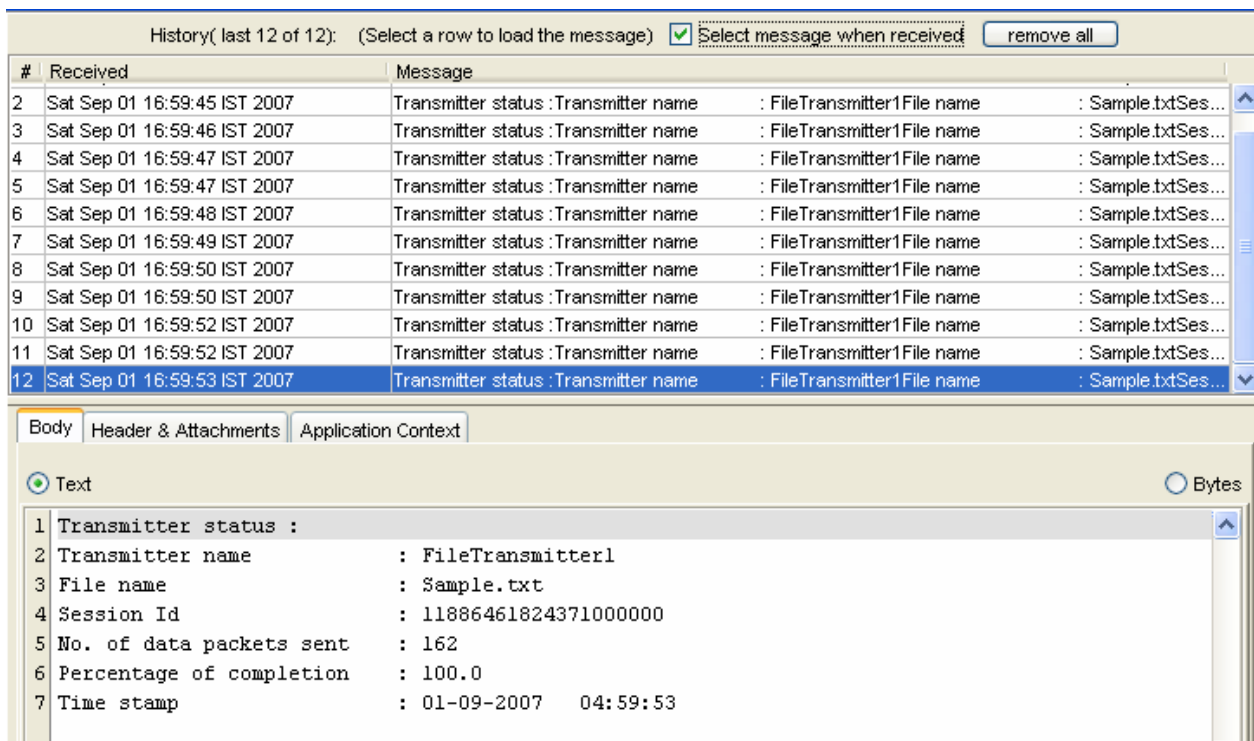 History( last 12 of 12): (Select a row to load the message) Select message when received remove all
# Received Message
2 Sat Sep 01 16:59:45 IST 2007 Transmitter status :Transmitter name : FileTransmitter1File name : Sample.txtSes...
3 Sat Sep 01 16:59:46 IST 2007 Transmitter status :Transmitter name : FileTransmitter1File name : Sample.txtSes...
4 Sat Sep 01 16:59:47 IST 2007 Transmitter status :Transmitter name : FileTransmitter1File name : Sample.txtSes...
5 Sat Sep 01 16:59:47 IST 2007 Transmitter status :Transmitter name : FileTransmitter1File name : Sample.txtSes...
6 Sat Sep 01 16:59:48 IST 2007 Transmitter status :Transmitter name : FileTransmitter1File name : Sample.txtSes...
7 Sat Sep 01 16:59:49 IST 2007 Transmitter status :Transmitter name : FileTransmitter1File name : Sample.txtSes...
8 Sat Sep 01 16:59:50 IST 2007 Transmitter status :Transmitter name : FileTransmitter1File name : Sample.txtSes...
9 Sat Sep 01 16:59:50 IST 2007 Transmitter status :Transmitter name : FileTransmitter1File name : Sample.txtSes...
10 Sat Sep 01 16:59:52 IST 2007 Transmitter status :Transmitter name : FileTransmitter1File name : Sample.txtSes...
11 Sat Sep 01 16:59:52 IST 2007 Transmitter status :Transmitter name : FileTransmitter1File name : Sample.txtSes...
12 Sat Sep 01 16:59:53 IST 2007 Transmitter status :Transmitter name : FileTransmitter1File name : Sample.txtSes...
Body Header & Attachments Application Context
Text Bytes
1 Transmitter status :
2 Transmitter name : FileTransmitter1
3 File name : Sample.txt
4 Session Id : 11886461824371000000
5 No. of data packets sent : 162
6 Percentage of completion : 100.0
7 Time stamp : 01-09-2007 04:59:53